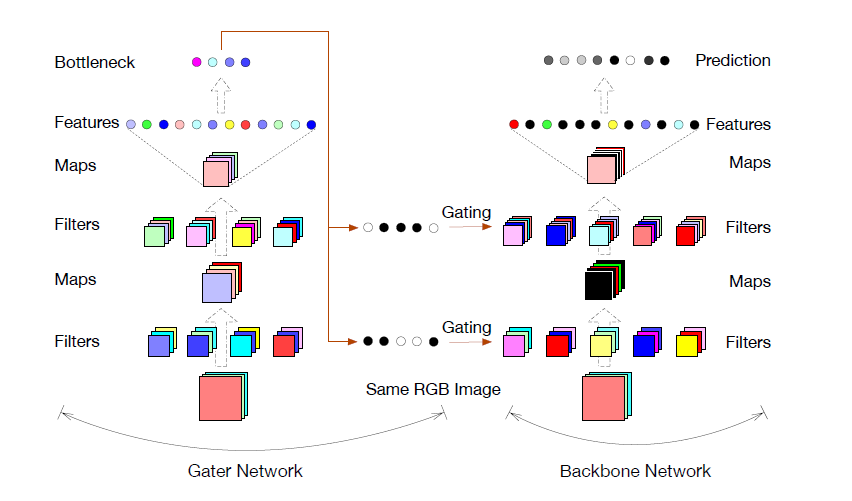 Bottleneck
Prediction
Features
Features
Maps
Maps
Filters
Gating
Filters
Maps
Maps
Filters
Gating
Filters
Same RGB Image
Gater Network
Backbone Network